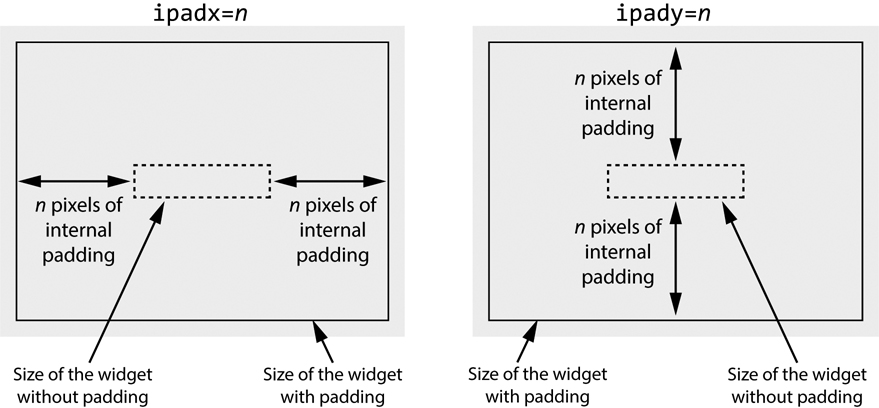 ipadx=n
n pixels of
internal
padding
n pixels of
internal
padding
Size of the widget
without padding
Size of the widget
with padding
ipady=n
n pixels of
internal
padding
n pixels of
internal
padding
Size of the widget
with padding
Size of the widget
without padding